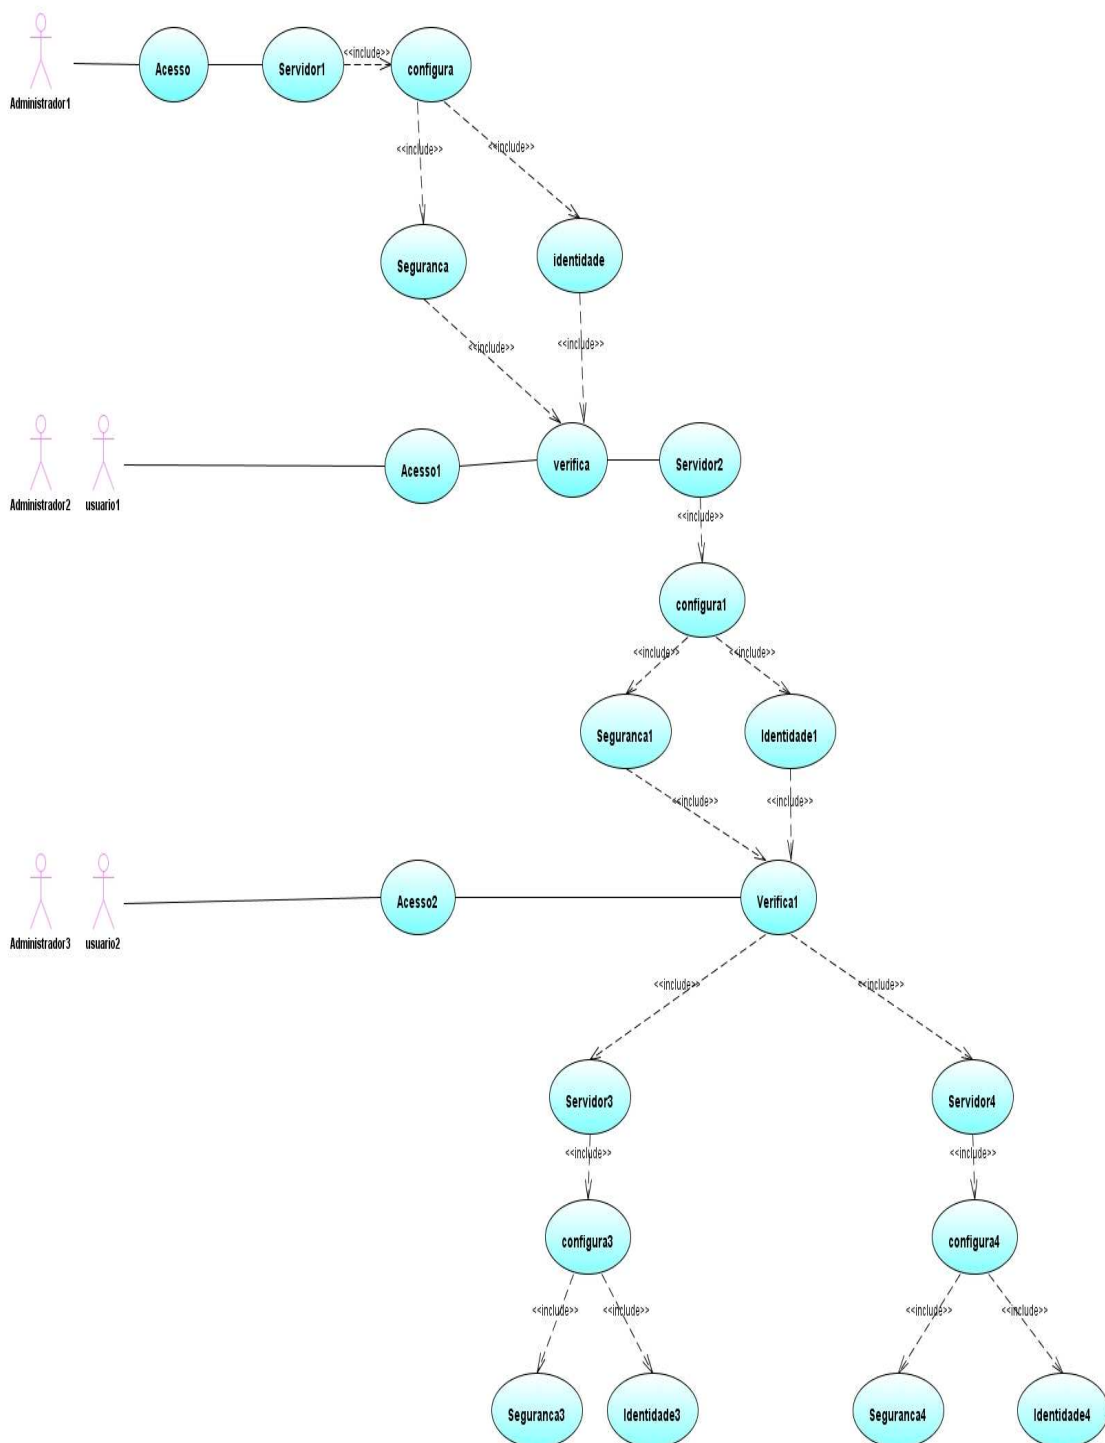 <<include>>
Acesso
Servidor1
configura
Administrador1
<<include>>
<<include>>
Seguranca
identidade
<<include>>
<<include>>
Acesso1
verifica
Servidor2
Administrador2
usuario1
<<include>>
configura1
<<include>>
<<include>>
Seguranca1
Identidade1
<<include>>
<<include>>
Acesso2
Verifica1
Administrador3
usuario2
<<include>>
<<include>>
Servidor3
Servidor4
<<include>>
<<include>>
configura3
configura4
<<include>>
<<include>>
<<include>>
<<include>>
Seguranca3
Identidade3
Seguranca4
Identidade4